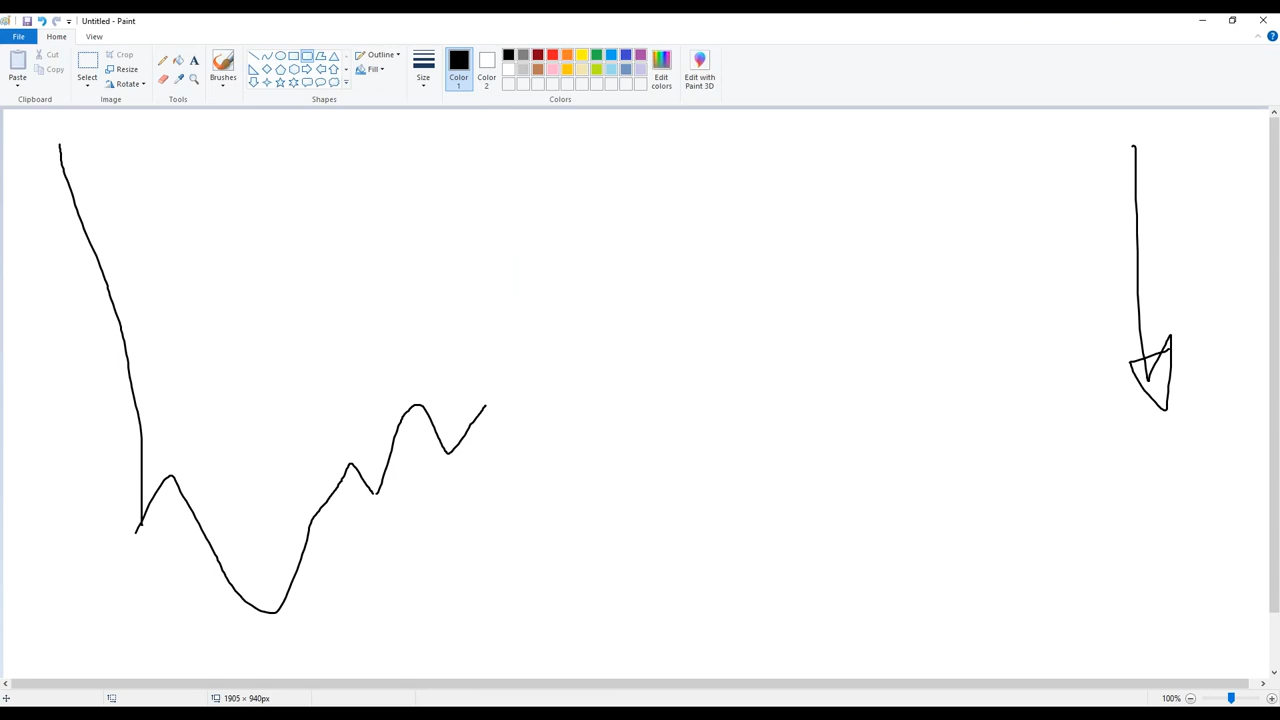 Untitled - Paint
File Home View
Paste
Cut
Copy
Clipboard
Select
Crop
Resize
Rotate
Image
A
Tools
Brushes
Outline
Fill
Shapes
Size
Color 1
Color 2
Edit colors
Colors
Edit with Paint 3D
1905 × 940px
100%